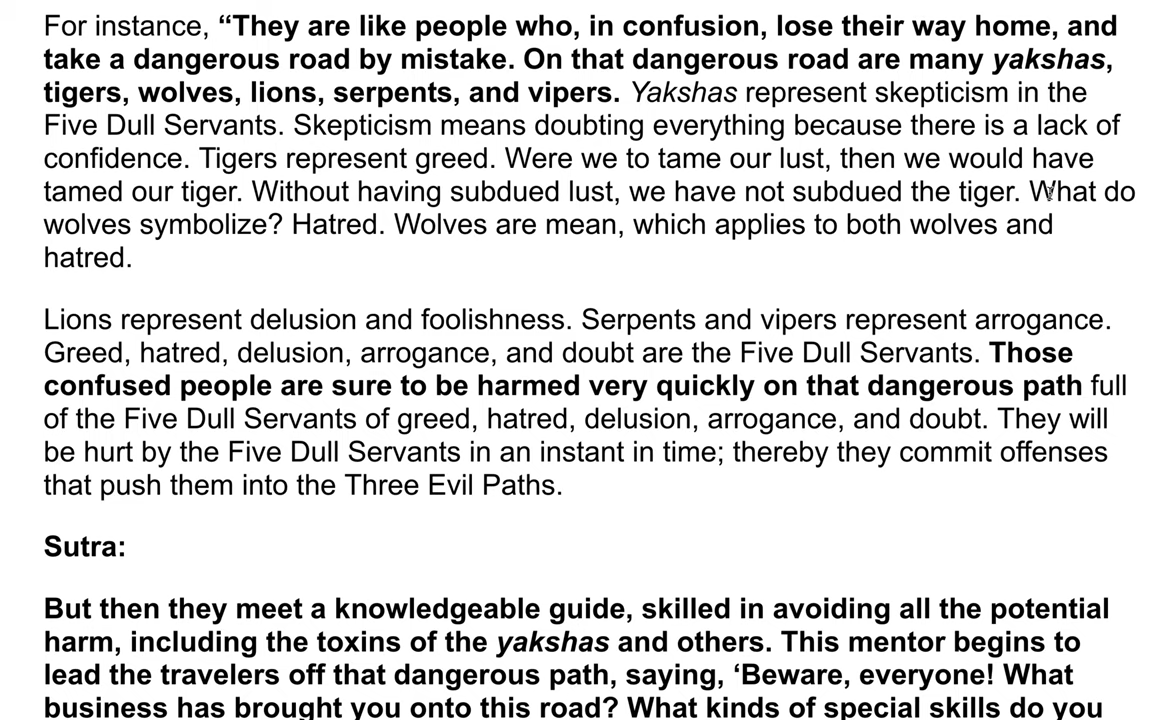 For instance, “They are like people who, in confusion, lose their way home, and
take a dangerous road by mistake. On that dangerous road are many yakshas,
tigers, wolves, lions, serpents, and vipers. Yakshas represent skepticism in the
Five Dull Servants. Skepticism means doubting everything because there is a lack of
confidence. Tigers represent greed. Were we to tame our lust, then we would have
tamed our tiger. Without having subdued lust, we have not subdued the tiger. What do
wolves symbolize? Hatred. Wolves are mean, which applies to both wolves and
hatred.
Lions represent delusion and foolishness. Serpents and vipers represent arrogance.
Greed, hatred, delusion, arrogance, and doubt are the Five Dull Servants. Those
confused people are sure to be harmed very quickly on that dangerous path full
of the Five Dull Servants of greed, hatred, delusion, arrogance, and doubt. They will
be hurt by the Five Dull Servants in an instant in time; thereby they commit offenses
that push them into the Three Evil Paths.
Sutra:
But then they meet a knowledgeable guide, skilled in avoiding all the potential
harm, including the toxins of the yakshas and others. This mentor begins to
lead the travelers off that dangerous path, saying, ‘Beware, everyone! What
business has brought you onto this road? What kinds of special skills do you